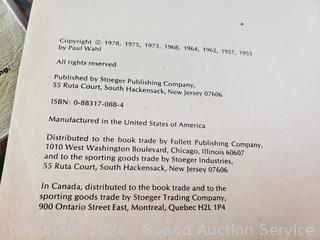 Copyright © 1978, 1975, 1973, 1968, 1964, 1962, 1957, 1953
by Paul Wahl
All rights reserved
Published by Stoeger Publishing Company,
55 Ruta Court, South Hackensack, New Jersey 07606
ISBN: 0-88317-088-4
Manufactured in the United States of America
Distributed to the book trade by Follett Publishing Company,
1010 West Washington Boulevard, Chicago, Illinois 60607
and to the sporting goods trade by Stoeger Industries,
55 Ruta Court, South Hackensack, New Jersey 07606
In Canada, distributed to the book trade and to the
sporting goods trade by Stoeger Trading Company,
900 Ontario Street East, Montreal, Quebec H2L 1P4
Copyright 2026 - Sound Auction Service